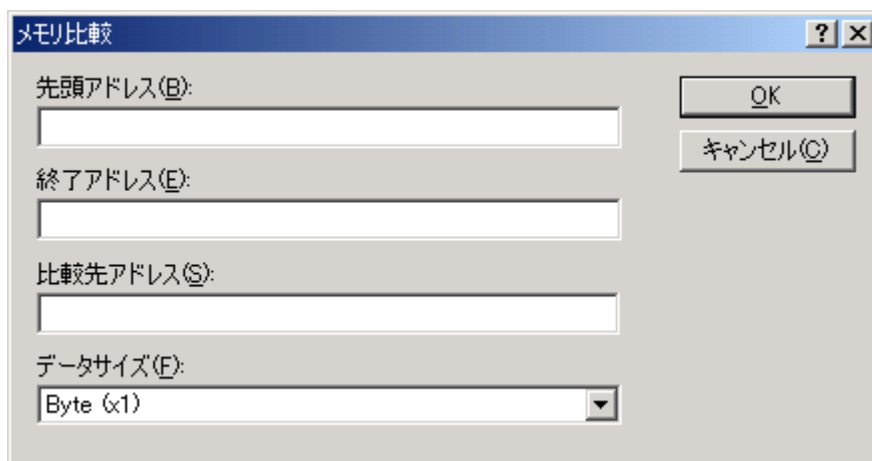 メモリ比較
先頭アドレス(B):
OK
キャンセル(C)
終了アドレス(E):
比較先アドレス(S):
データサイズ(F):
Byte (x1)